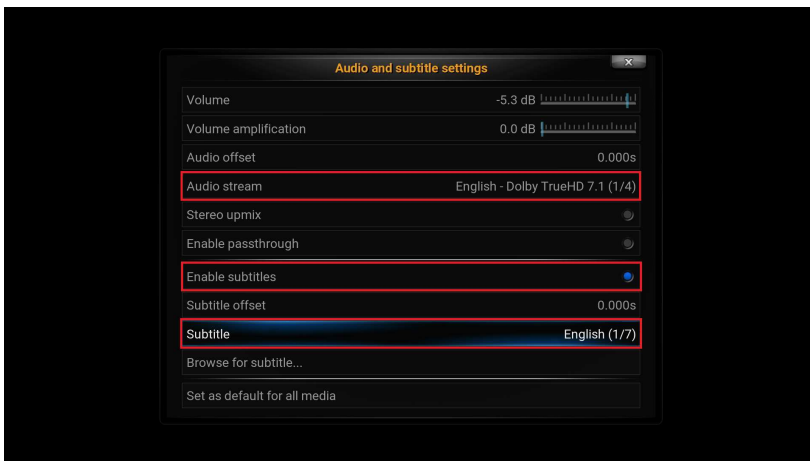 Audio and subtitle settings
Volume -5.3 dB
Volume amplification 0.0 dB
Audio offset 0.000s
Audio stream English - Dolby TrueHD 7.1 (1/4)
Stereo upmix
Enable passthrough
Enable subtitles
Subtitle offset 0.000s
Subtitle English (1/7)
Browse for subtitle...
Set as default for all media